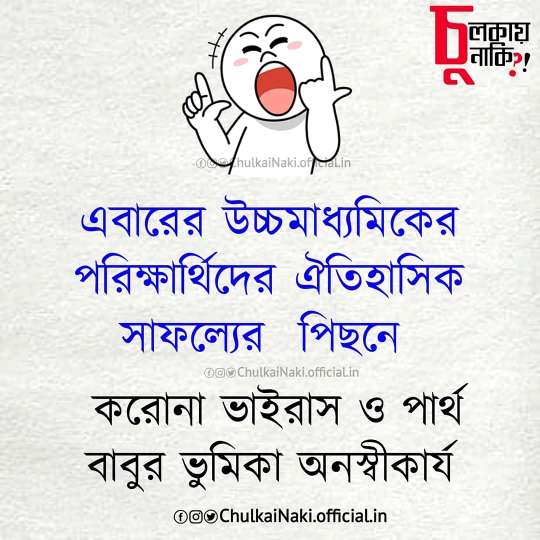 চুলকায়
নাকি?!
ChulkaiNaki.official.in
এবারের উচ্চমাধ্যমিকের
পরিক্ষার্থিদের ঐতিহাসিক
সাফল্যের পিছনে
ChulkaiNaki.official.in
করোনা ভাইরাস ও পার্থ
বাবুর ভুমিকা অনস্বীকার্য
ChulkaiNaki.official.in